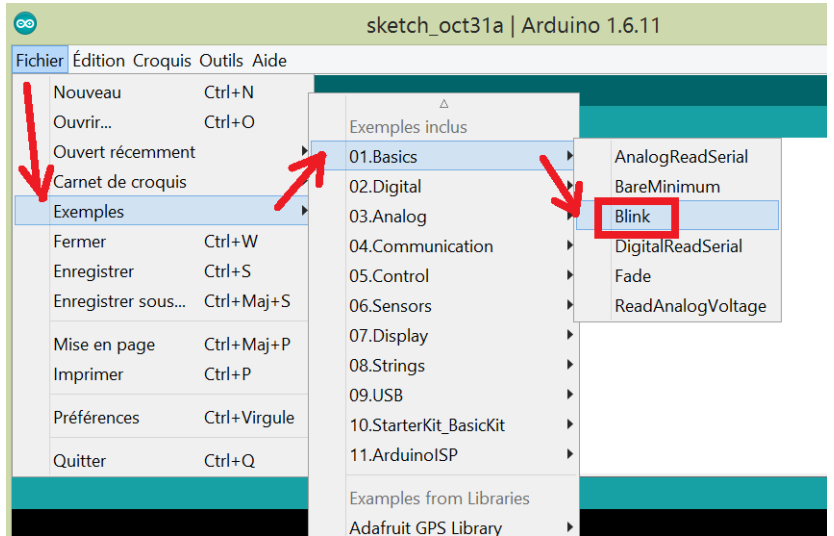 sketch_oct31a | Arduino 1.6.11
Fichier Édition Croquis Outils Aide
Nouveau Ctrl+N
Ouvrir... Ctrl+O
Ouvert récemment
Carnet de croquis
Exemples
Fermer Ctrl+W
Enregistrer Ctrl+S
Enregistrer sous... Ctrl+Maj+S
Mise en page Ctrl+Maj+P
Imprimer Ctrl+P
Préférences Ctrl+Virgule
Quitter Ctrl+Q
Exemples inclus
01.Basics
02.Digital
03.Analog
04.Communication
05.Control
06.Sensors
07.Display
08.Strings
09.USB
10.StarterKit_BasicKit
11.ArduinoISP
Examples from Libraries
Adafruit GPS Library
AnalogReadSerial
BareMinimum
Blink
DigitalReadSerial
Fade
ReadAnalogVoltage